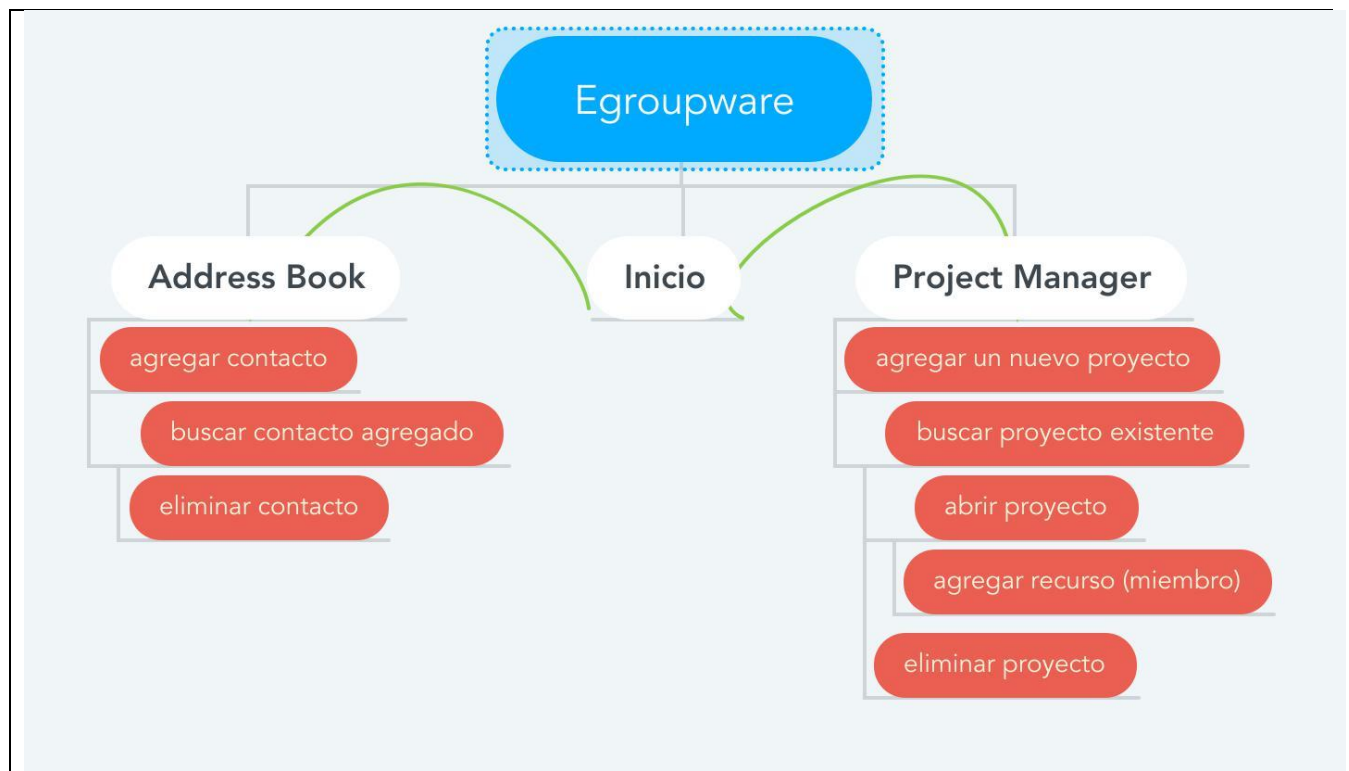 Egroupware
Address Book
Inicio
Project Manager
agregar contacto
buscar contacto agregado
eliminar contacto
agregar un nuevo proyecto
buscar proyecto existente
abrir proyecto
agregar recurso (miembro)
eliminar proyecto